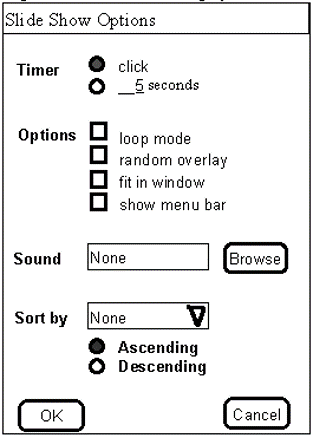 Slide Show Options
Timer
click
__5 seconds
Options
loop mode
random overlay
fit in window
show menu bar
Sound
None
Browse
Sort by
None
Ascending
Descending
OK
Cancel